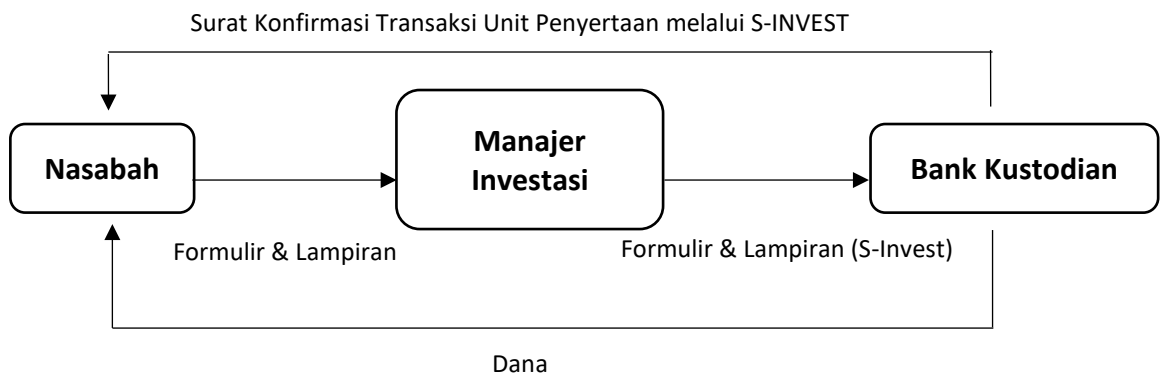 Surat Konfirmasi Transaksi Unit Penyertaan melalui S-INVEST
Nasabah
Manajer
Investasi
Bank Kustodian
Formulir & Lampiran
Formulir & Lampiran (S-Invest)
Dana